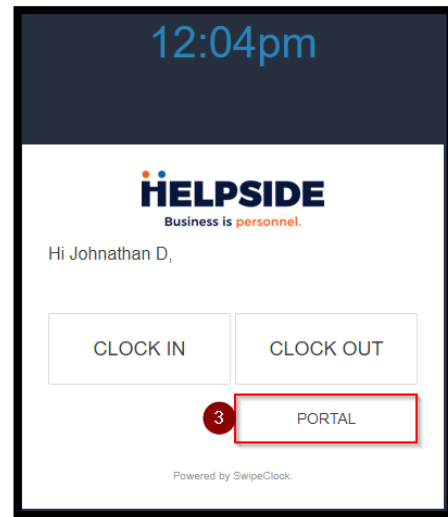 12:04pm
HELPSIDE
Business is personnel.
Hi Johnathan D,
CLOCK IN CLOCK OUT
3 PORTAL
Powered by SwipeClock.